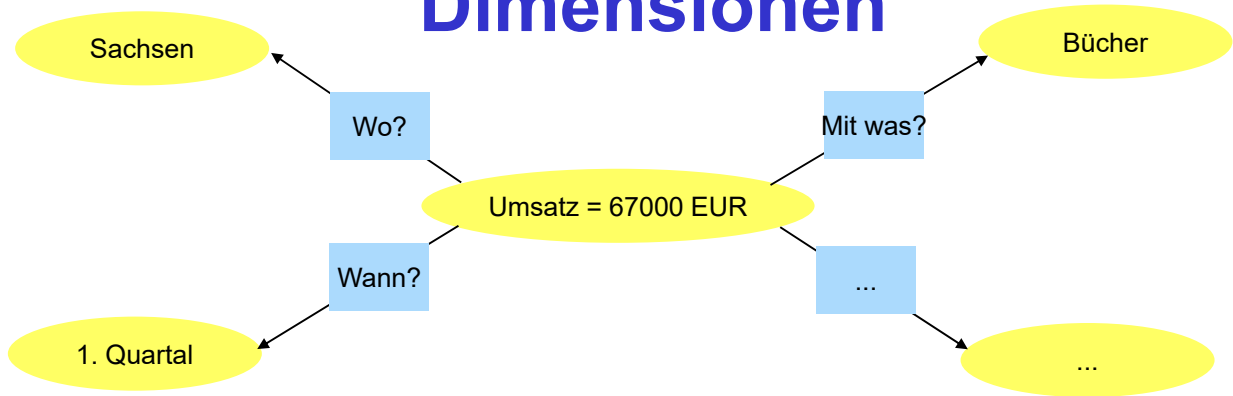 Dimensionen
Sachsen
Bücher
Wo?
Mit was?
Umsatz = 67000 EUR
Wann?
...
1. Quartal
...